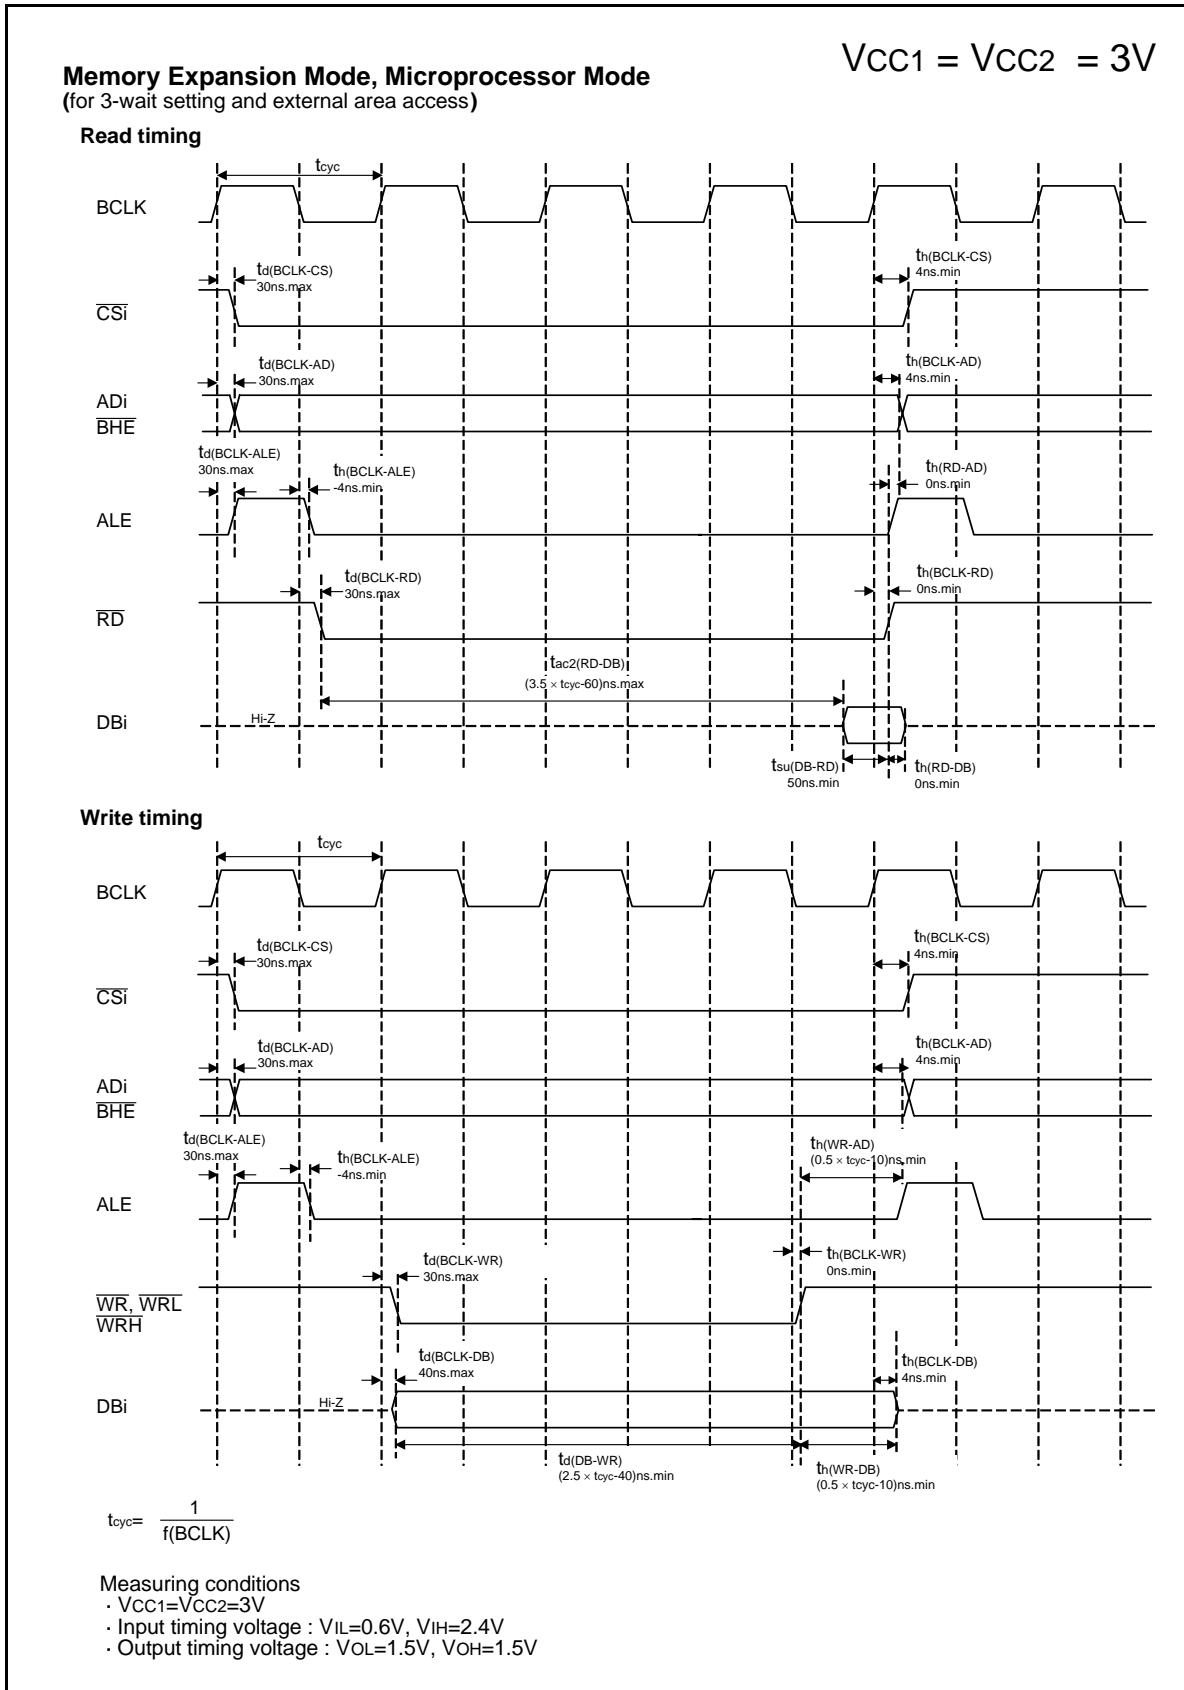 VCC1 = VCC2 = 3V
Memory Expansion Mode, Microprocessor Mode
(for 3-wait setting and external area access)
Read timing
tcyc
BCLK
td(BCLK-CS)
30ns.max
th(BCLK-CS)
4ns.min
CSi
td(BCLK-AD)
30ns.max
th(BCLK-AD)
4ns.min
ADi
BHE
td(BCLK-ALE)
30ns.max
th(BCLK-ALE)
-4ns.min
th(RD-AD)
0ns.min
ALE
td(BCLK-RD)
30ns.max
th(BCLK-RD)
0ns.min
RD
tac2(RD-DB)
(3.5 × tcyc-60)ns.max
DBi
Hi-Z
tsu(DB-RD)
50ns.min
th(RD-DB)
0ns.min
Write timing
tcyc
BCLK
td(BCLK-CS)
30ns.max
th(BCLK-CS)
4ns.min
CSi
td(BCLK-AD)
30ns.max
th(BCLK-AD)
4ns.min
ADi
BHE
td(BCLK-ALE)
30ns.max
th(BCLK-ALE)
-4ns.min
th(WR-AD)
(0.5 × tcyc-10)ns.min
ALE
td(BCLK-WR)
30ns.max
th(BCLK-WR)
0ns.min
WR, WRL
WRH
td(BCLK-DB)
40ns.max
th(BCLK-DB)
4ns.min
DBi
Hi-Z
td(DB-WR)
(2.5 × tcyc-40)ns.min
th(WR-DB)
(0.5 × tcyc-10)ns.min
tcyc= 1
f(BCLK)
Measuring conditions
· VCC1=VCC2=3V
· Input timing voltage : VIL=0.6V, VIH=2.4V
· Output timing voltage : VOL=1.5V, VOH=1.5V